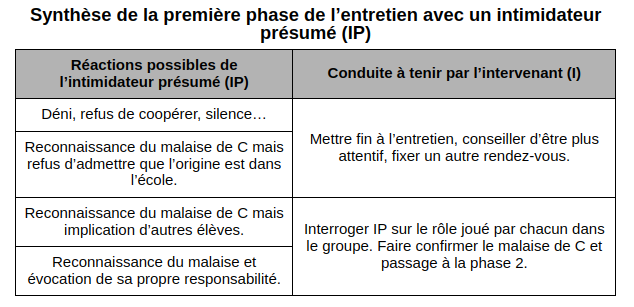 Synthèse de la première phase de l’entretien avec un intimidateur
présumé (IP)
Réactions possibles de
l’intimidateur présumé (IP)
Conduite à tenir par l’intervenant (I)
Déni, refus de coopérer, silence…
Reconnaissance du malaise de C mais
refus d’admettre que l’origine est dans
l’école.
Mettre fin à l’entretien, conseiller d’être plus
attentif, fixer un autre rendez-vous.
Reconnaissance du malaise de C mais
implication d’autres élèves.
Reconnaissance du malaise et
évocation de sa propre responsabilité.
Interroger IP sur le rôle joué par chacun dans
le groupe. Faire confirmer le malaise de C et
passage à la phase 2.